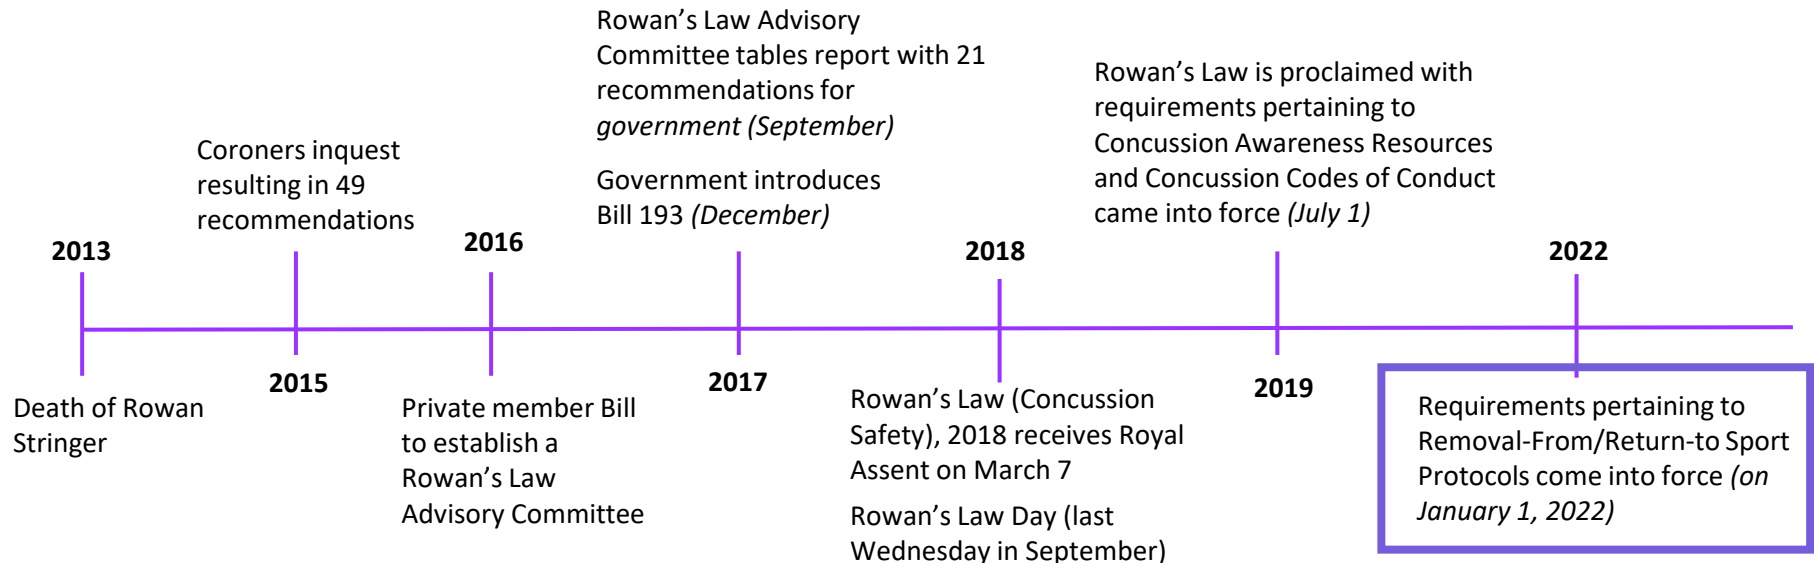 2013
Death of Rowan
Stringer
Coroners inquest
resulting in 49
recommendations
2015
2016
Private member Bill
to establish a
Rowan’s Law
Advisory Committee
Rowan’s Law Advisory
Committee tables report with 21
recommendations for
government (September)
Government introduces
Bill 193 (December)
2017
2018
Rowan’s Law (Concussion
Safety), 2018 receives Royal
Assent on March 7
Rowan’s Law Day (last
Wednesday in September)
Rowan’s Law is proclaimed with
requirements pertaining to
Concussion Awareness Resources
and Concussion Codes of Conduct
came into force (July 1)
2019
2022
Requirements pertaining to
Removal-From/Return-to Sport
Protocols come into force (on
January 1, 2022)